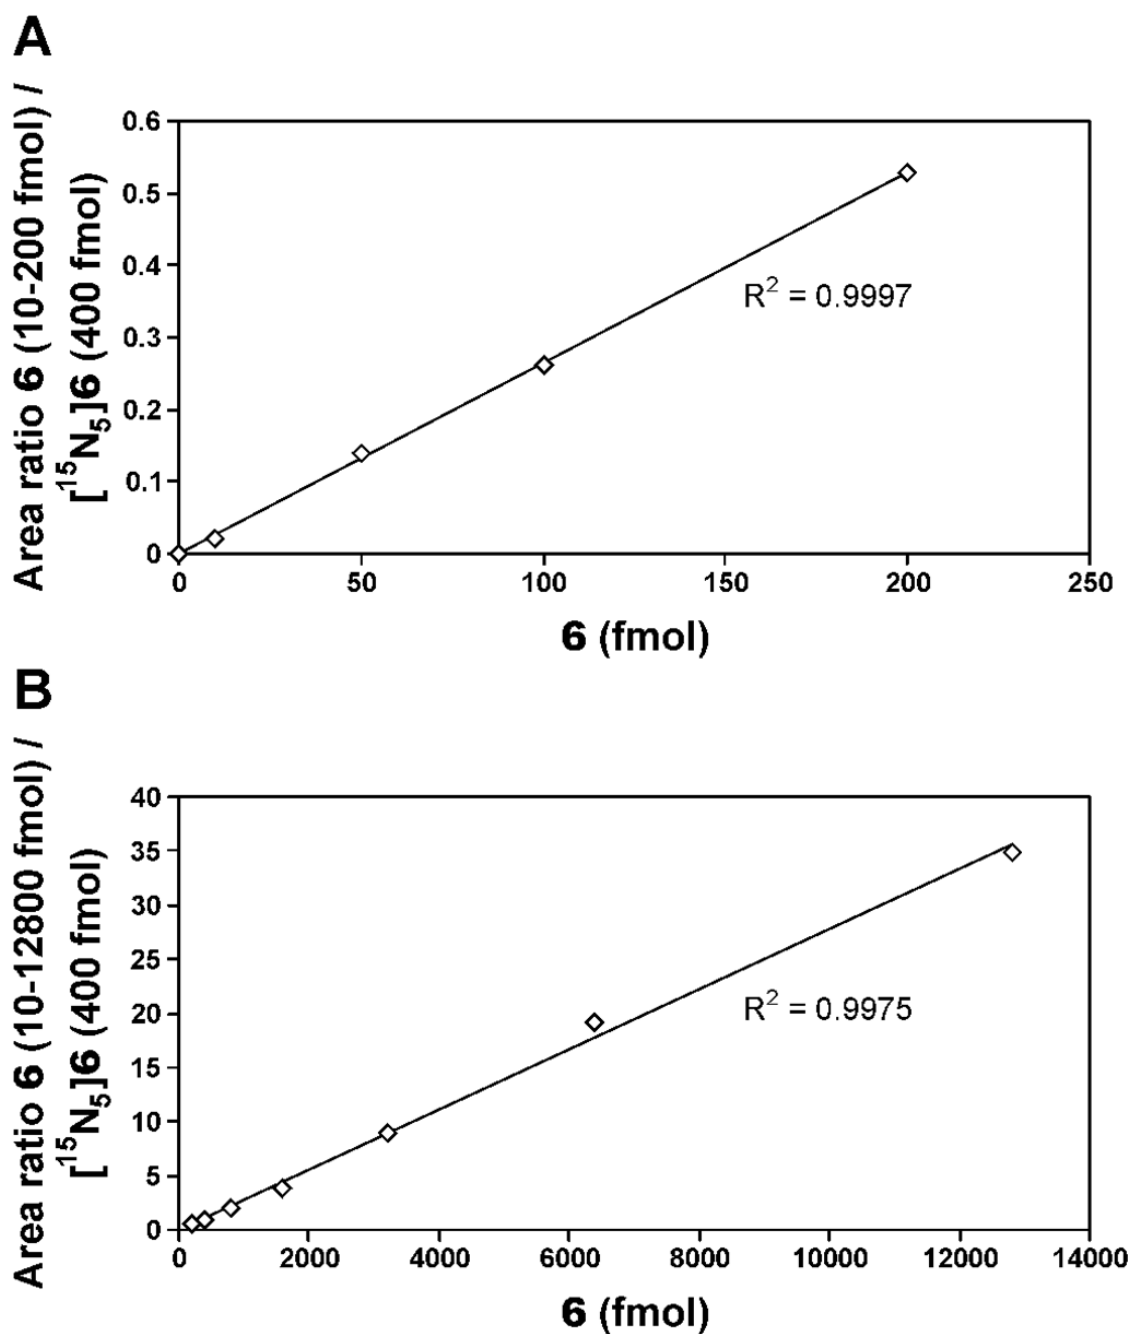 A
Area ratio 6 (10-200 fmol) /
[¹⁵N₅]6 (400 fmol)
0.6
0.5
0.4
0.3
0.2
0.1
0
R² = 0.9997
0 50 100 150 200 250
6 (fmol)
B
Area ratio 6 (10-12800 fmol) /
[¹⁵N₅]6 (400 fmol)
40
35
30
25
20
15
10
5
0
R² = 0.9975
0 2000 4000 6000 8000 10000 12000 14000
6 (fmol)